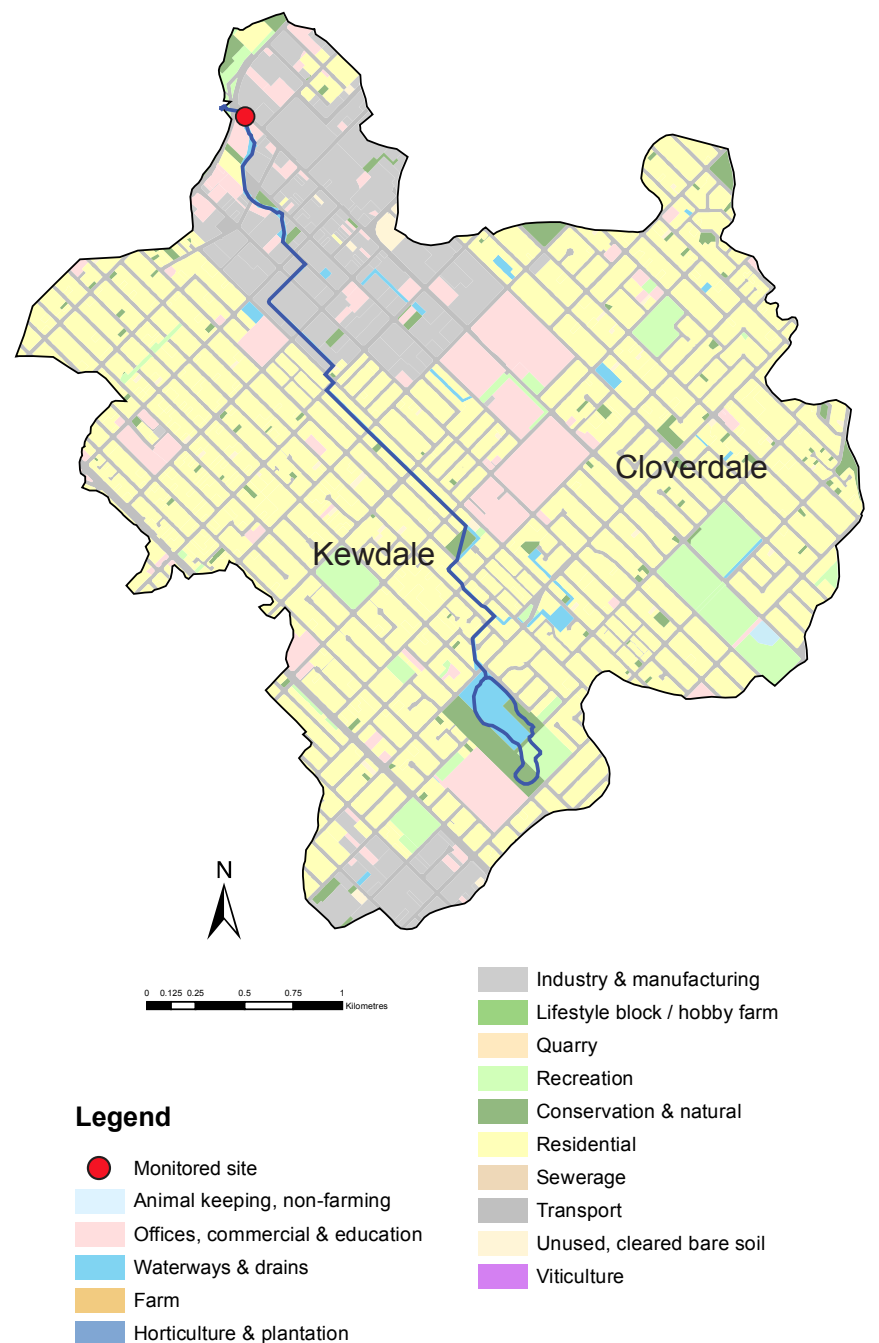 Cloverdale
Kewdale
N
0 0.125 0.25 0.5 0.75 1
Kilometres
Legend
Monitored site
Animal keeping, non-farming
Offices, commercial & education
Waterways & drains
Farm
Horticulture & plantation
Industry & manufacturing
Lifestyle block / hobby farm
Quarry
Recreation
Conservation & natural
Residential
Sewerage
Transport
Unused, cleared bare soil
Viticulture